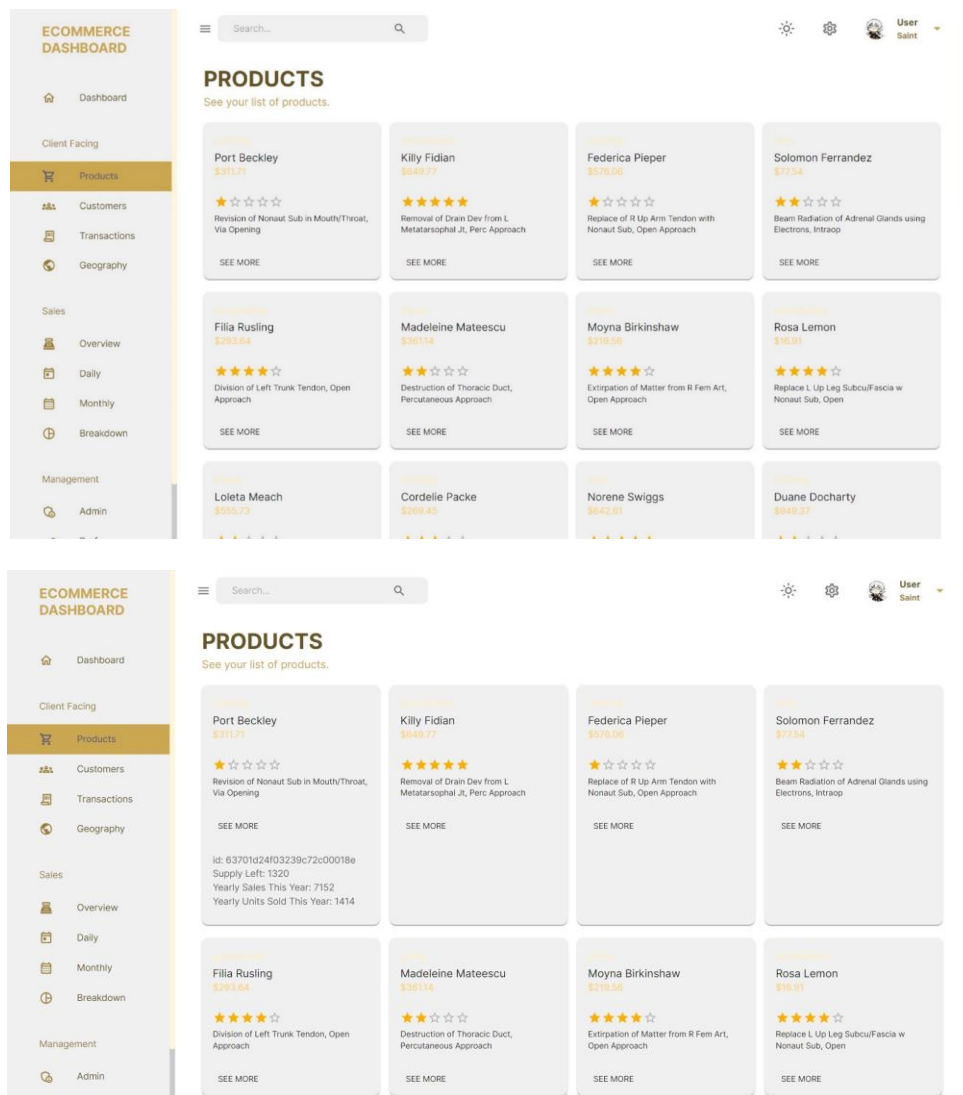 ECOMMERCE
DASHBOARD
Dashboard
Client Facing
Products
Customers
Transactions
Geography
Sales
Overview
Daily
Monthly
Breakdown
Management
Admin
Search...
User
Saint
PRODUCTS
See your list of products.
Port Beckley
$311.71
Revision of Nonaut Sub in Mouth/Throat,
Via Opening
SEE MORE
Killy Fidian
$649.77
Removal of Drain Dev from L
Metatarsophal Jt, Perc Approach
SEE MORE
Federica Pieper
$576.06
Replace of R Up Arm Tendon with
Nonaut Sub, Open Approach
SEE MORE
Solomon Ferrandez
$77.54
Beam Radiation of Adrenal Glands using
Electrons, Intraop
SEE MORE
Filia Rusling
$293.64
Division of Left Trunk Tendon, Open
Approach
SEE MORE
Madeleine Mateescu
$361.14
Destruction of Thoracic Duct,
Percutaneous Approach
SEE MORE
Moyna Birkinshaw
$219.56
Extirpation of Matter from R Fem Art,
Open Approach
SEE MORE
Rosa Lemon
$16.91
Replace L Up Leg Subcu/Fascia w
Nonaut Sub, Open
SEE MORE
Loleta Meach
$555.73
Cordelie Packe
$269.45
Norene Swiggs
Duane Docharty
ECOMMERCE
DASHBOARD
Dashboard
Client Facing
Products
Customers
Transactions
Geography
Sales
Overview
Daily
Monthly
Breakdown
Management
Admin
Search...
User
Saint
PRODUCTS
See your list of products.
Port Beckley
$311.71
Revision of Nonaut Sub in Mouth/Throat,
Via Opening
SEE MORE
id: 63701d24f03239c72c00018e
Supply Left: 1320
Yearly Sales This Year: 7152
Yearly Units Sold This Year: 1414
Killy Fidian
$649.77
Removal of Drain Dev from L
Metatarsophal Jt, Perc Approach
SEE MORE
Federica Pieper
$576.06
Replace of R Up Arm Tendon with
Nonaut Sub, Open Approach
SEE MORE
Solomon Ferrandez
$77.54
Beam Radiation of Adrenal Glands using
Electrons, Intraop
SEE MORE
Filia Rusling
$293.64
Division of Left Trunk Tendon, Open
Approach
SEE MORE
Madeleine Mateescu
$361.14
Destruction of Thoracic Duct,
Percutaneous Approach
SEE MORE
Moyna Birkinshaw
$219.56
Extirpation of Matter from R Fem Art,
Open Approach
SEE MORE
Rosa Lemon
$16.91
Replace L Up Leg Subcu/Fascia w
Nonaut Sub, Open
SEE MORE